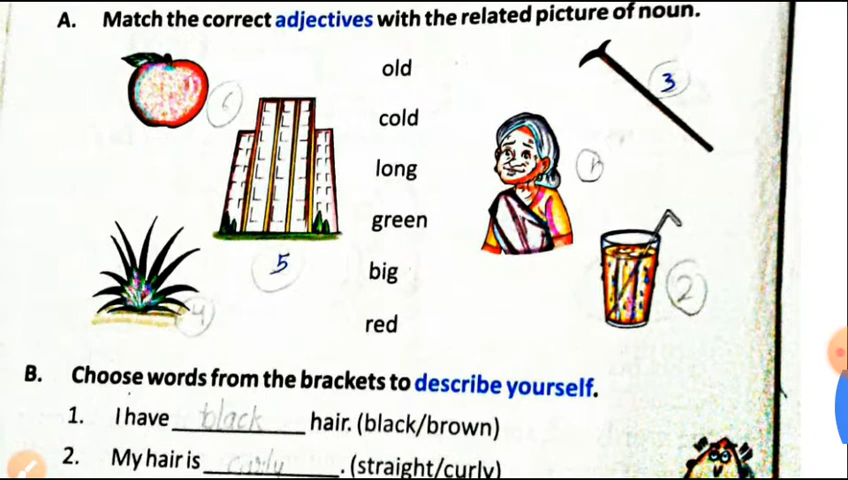 A. Match the correct adjectives with the related picture of noun.
old
cold
long
green
big
red
6
3
1
5
4
2
B. Choose words from the brackets to describe yourself.
1. I have black hair. (black/brown)
2. My hair is curly. (straight/curly)